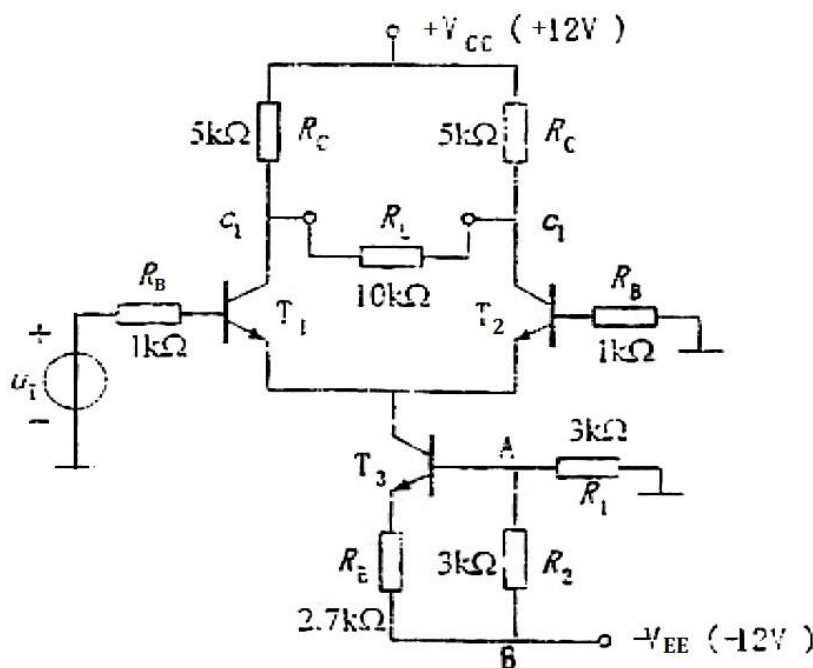 +V_CC (+12V)
5kΩ R_C 5kΩ R_C
c_1 R_L c_1
10kΩ
R_B T_1 T_2 R_B
1kΩ 1kΩ
+
u_i
-
3kΩ
A
T_3 R_1
R_E 3kΩ R_2
2.7kΩ
B -V_EE (-12V)